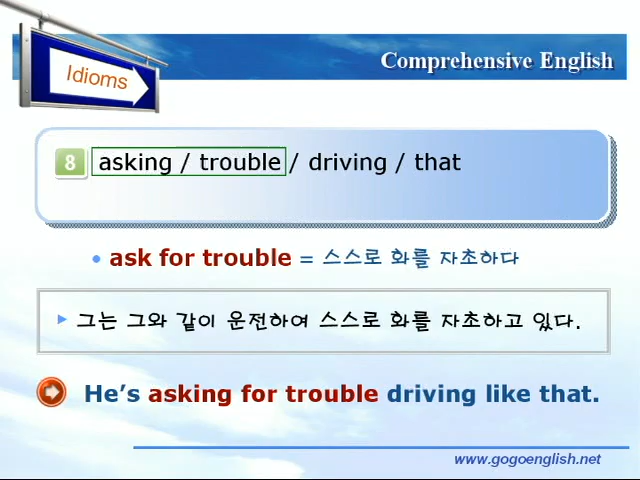 Idioms
Comprehensive English
8 asking / trouble / driving / that
• ask for trouble = 스스로 화를 자초하다
▶ 그는 그와 같이 운전하여 스스로 화를 자초하고 있다.
He’s asking for trouble driving like that.
www.gogoenglish.net